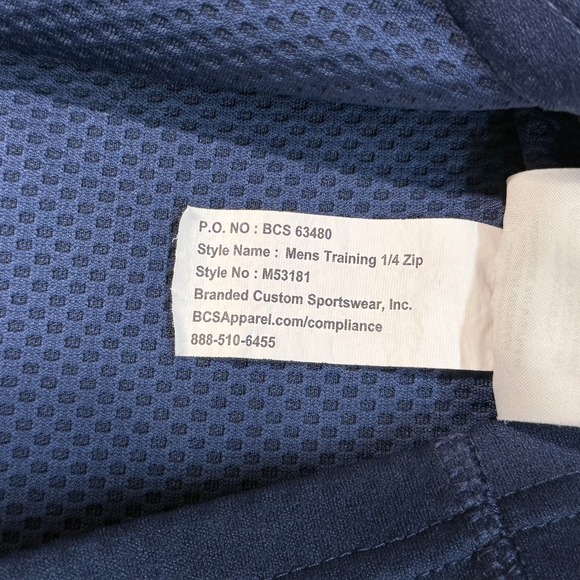 P.O. NO : BCS 63480
Style Name : Mens Training 1/4 Zip
Style No : M53181
Branded Custom Sportswear, Inc.
BCSApparel.com/compliance
888-510-6455